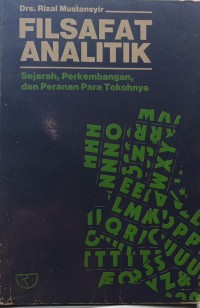 Drs. Rizal Mustansyir
FILSAFAT
ANALITIK
Sejarah, Perkembangan,
dan Peranan Para Tokohnya